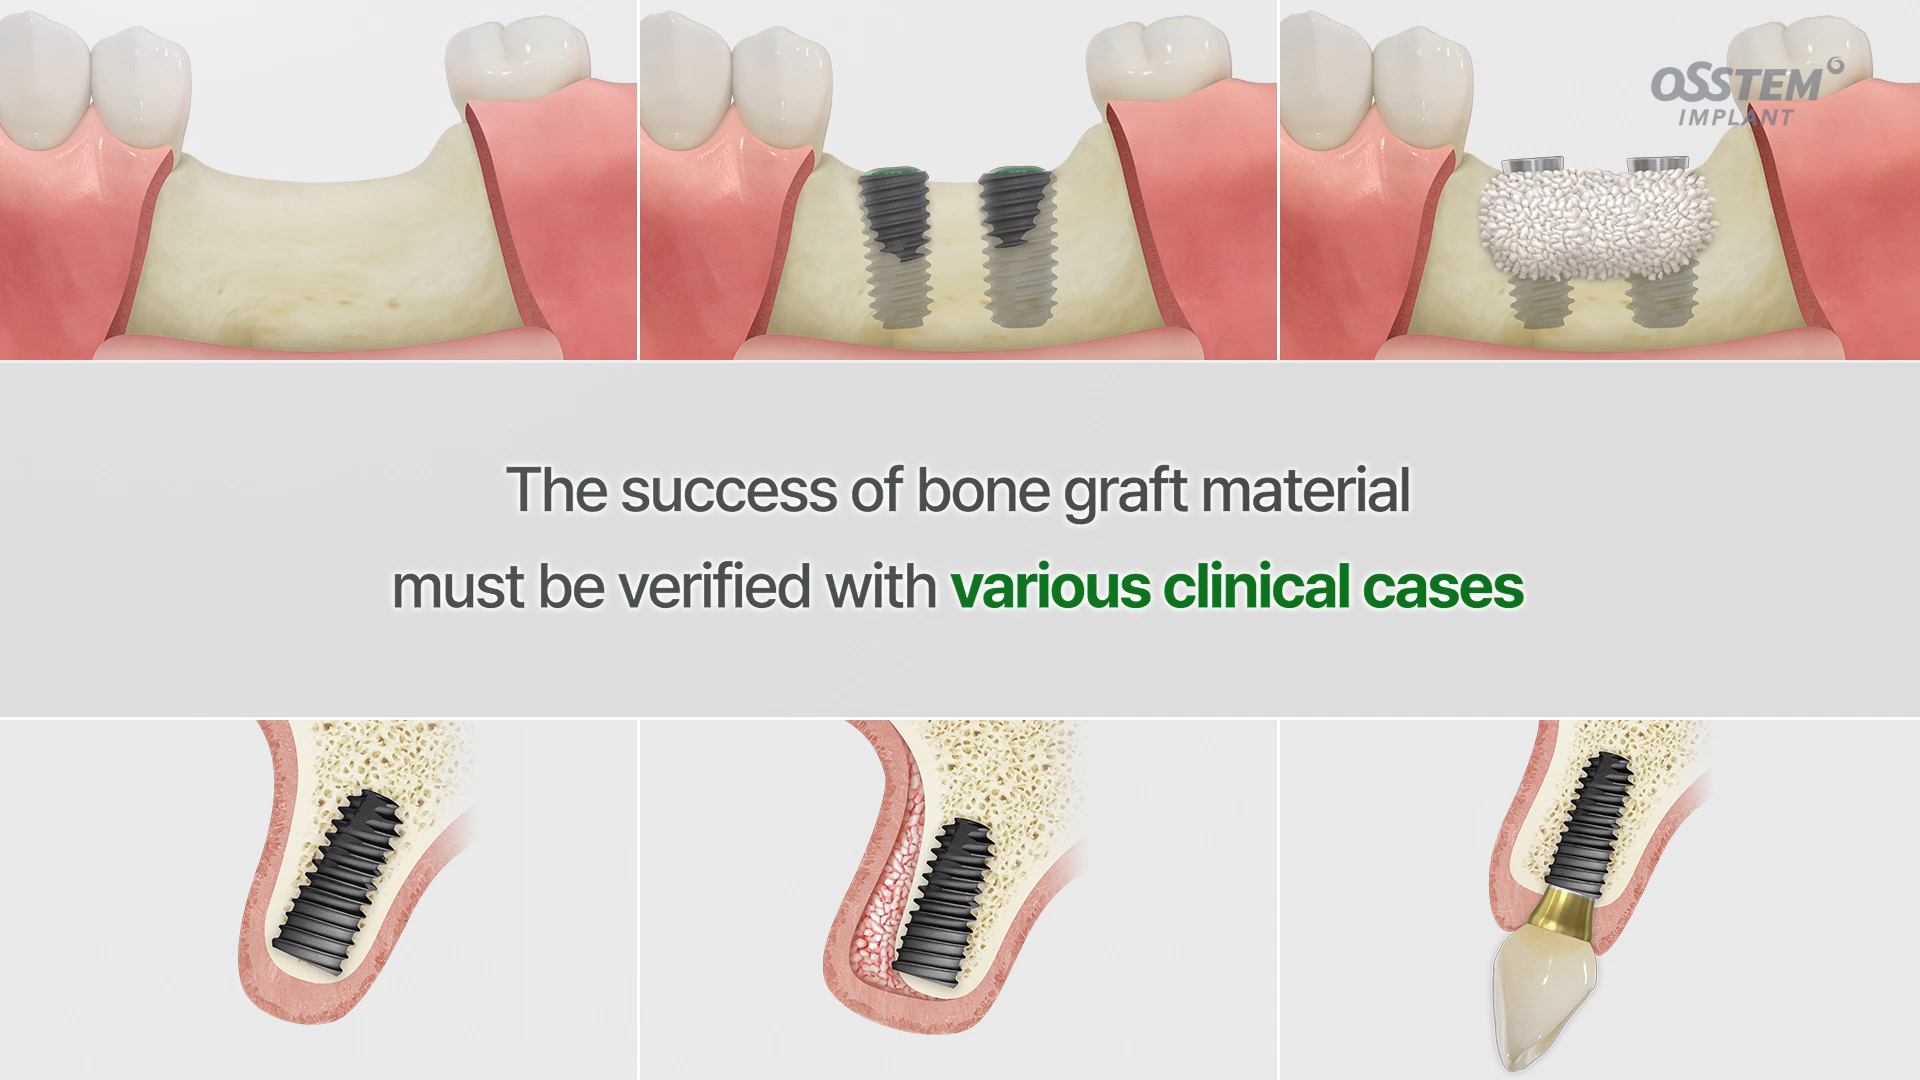 OSSTEM
IMPLANT
The success of bone graft material
must be verified with various clinical cases